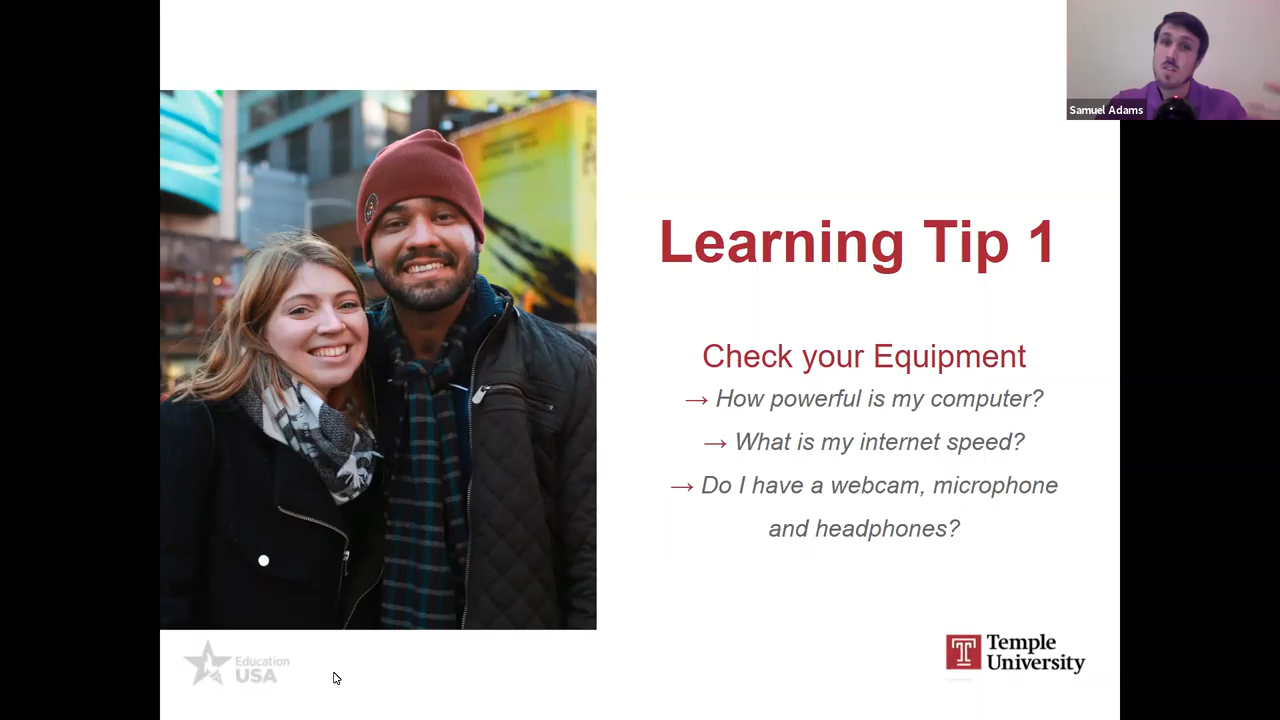 Samuel Adams
Learning Tip 1
Check your Equipment
→ How powerful is my computer?
→ What is my internet speed?
→ Do I have a webcam, microphone
and headphones?
Education
USA
T Temple
University